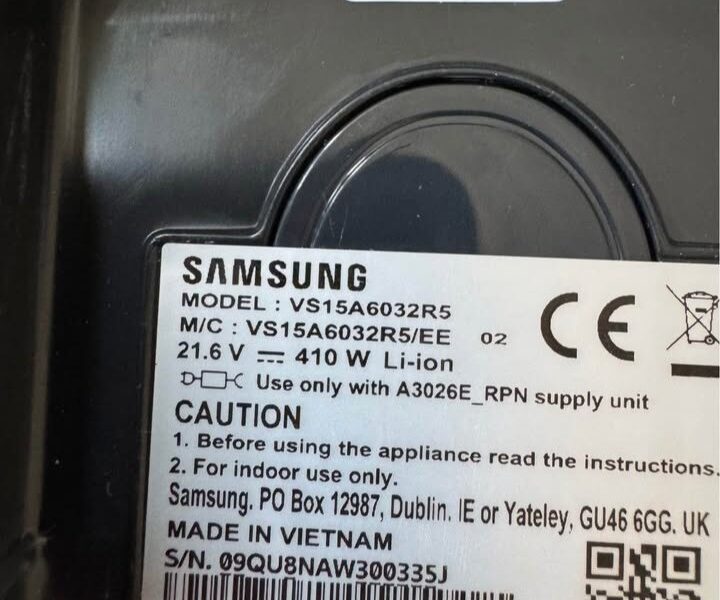 SAMSUNG
MODEL : VS15A6032R5
M/C : VS15A6032R5/EE 02
21.6 V ⎓ 410 W Li-ion
Use only with A3026E_RPN supply unit
CAUTION
1. Before using the appliance read the instructions.
2. For indoor use only.
Samsung. PO Box 12987, Dublin. IE or Yateley, GU46 6GG. UK
MADE IN VIETNAM
S/N. 09QU8NAW300335J
CE